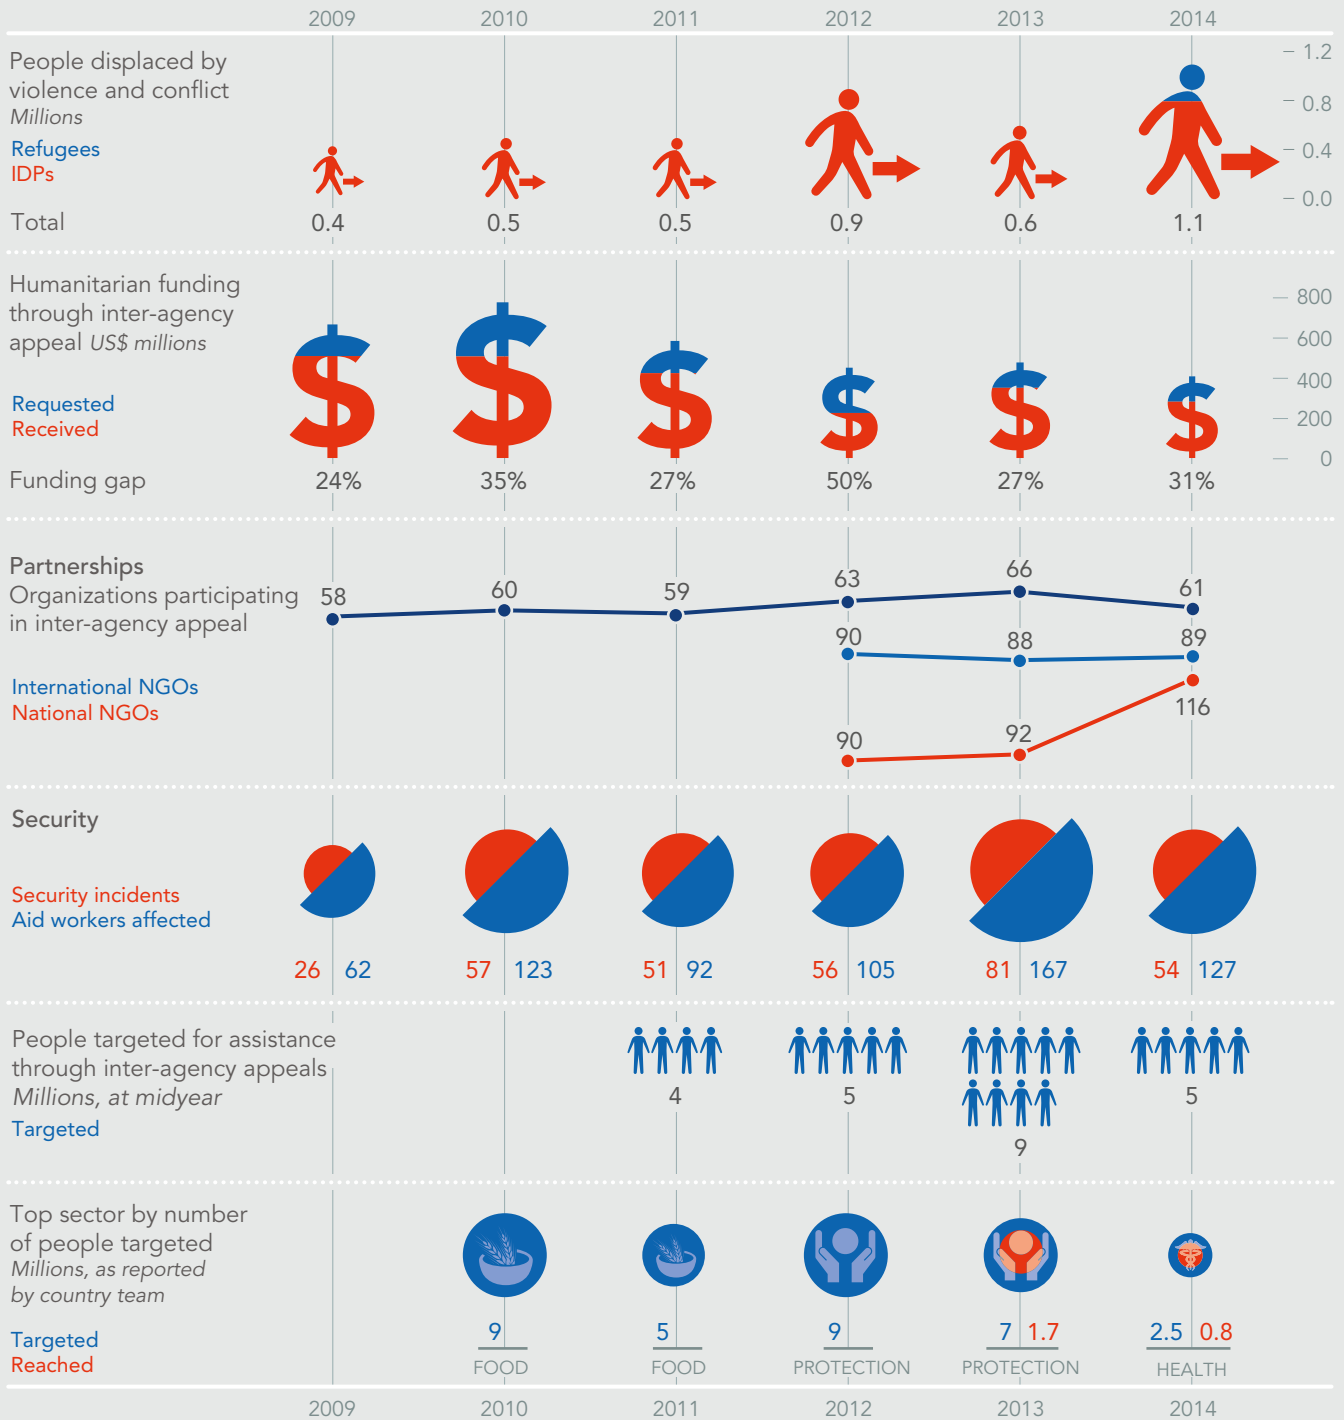 2009 2010 2011 2012 2013 2014
People displaced by
violence and conflict
Millions
Refugees
IDPs
1.2
0.8
0.4
0.0
Total 0.4 0.5 0.5 0.9 0.6 1.1
Humanitarian funding
through inter-agency
appeal US$ millions
Requested
Received
800
600
400
200
0
Funding gap 24% 35% 27% 50% 27% 31%
Partnerships
Organizations participating
in inter-agency appeal
58 60 59 63 66 61
International NGOs
National NGOs
90 88 89
90 92 116
Security
Security incidents
Aid workers affected
26 62 57 123 51 92 56 105 81 167 54 127
People targeted for assistance
through inter-agency appeals
Millions, at midyear
Targeted
4 5 9 5
Top sector by number
of people targeted
Millions, as reported
by country team
Targeted
Reached
9 5 9 7 1.7 2.5 0.8
FOOD FOOD PROTECTION PROTECTION HEALTH
2009 2010 2011 2012 2013 2014